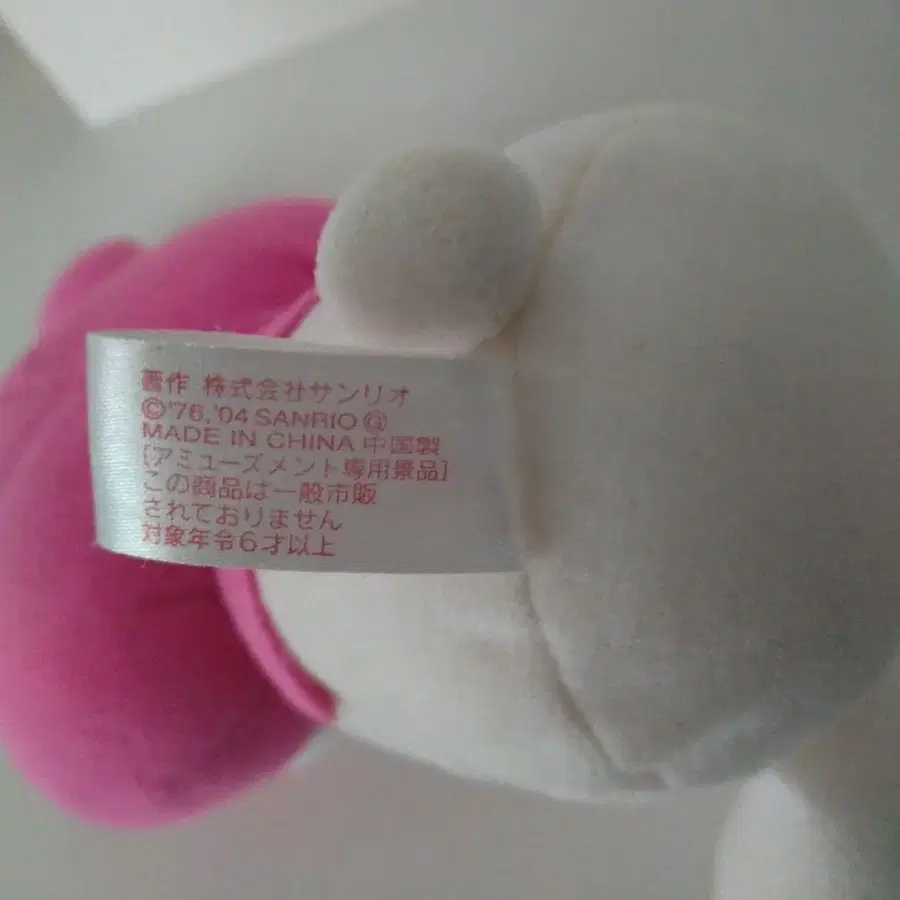 著作 株式会社サンリオ
©'76,'04 SANRIO Ⓖ
MADE IN CHINA 中国製
[アミューズメント専用景品]
この商品は一般市販
されておりません
対象年令6才以上